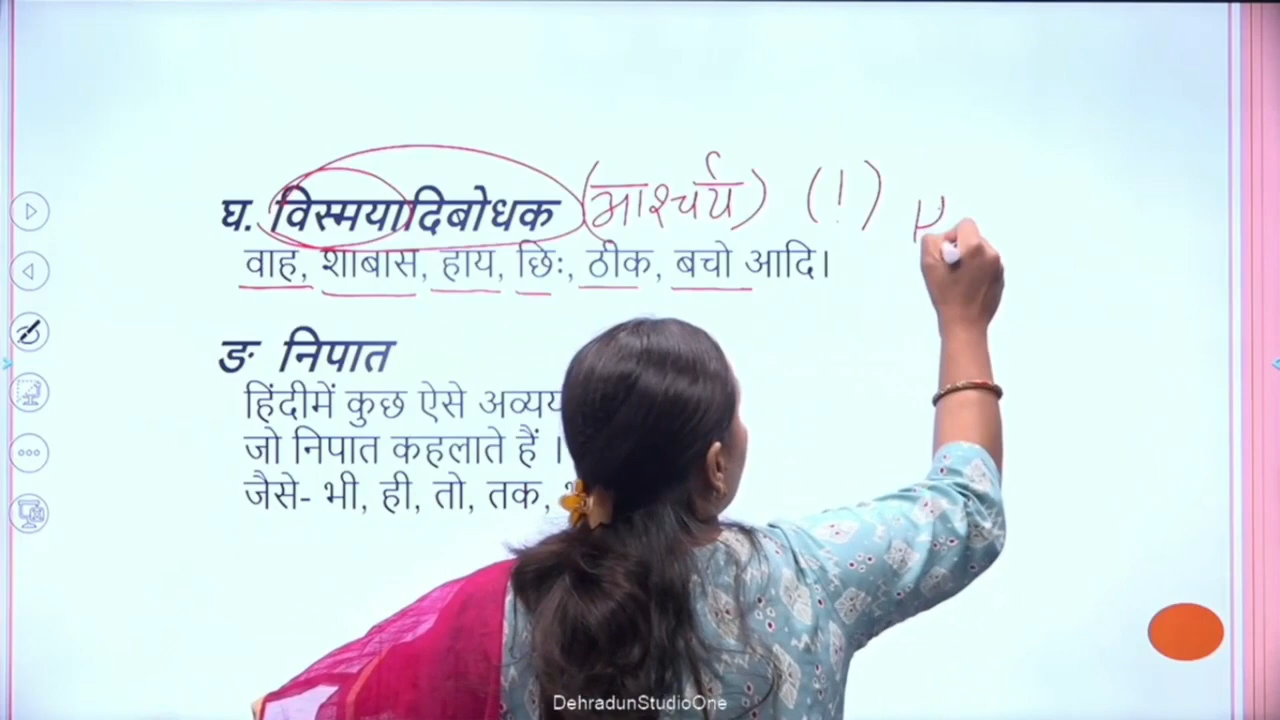 घ. विस्मयादिबोधक (आश्चर्य) (!)
वाह, शाबास, हाय, छिः, ठीक, बचो आदि।
ङ निपात
हिंदीमें कुछ ऐसे अव्यय
जो निपात कहलाते हैं ।
जैसे- भी, ही, तो, तक,
DehradunStudioOne